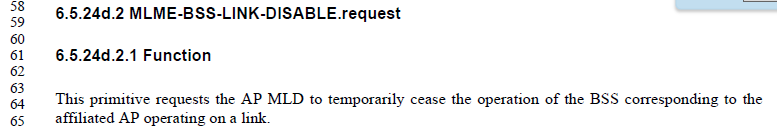 58
59 6.5.24d.2 MLME-BSS-LINK-DISABLE.request
60
61 6.5.24d.2.1 Function
62
63
64 This primitive requests the AP MLD to temporarily cease the operation of the BSS corresponding to the
65 affiliated AP operating on a link.